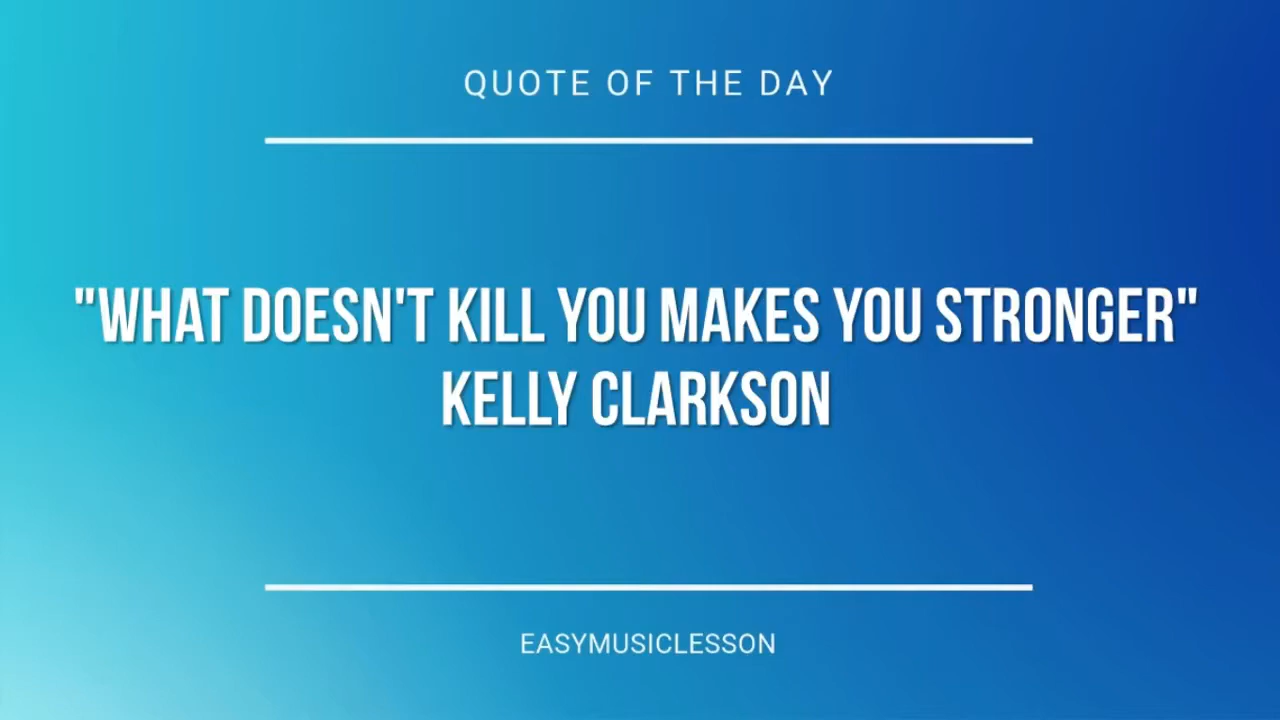 QUOTE OF THE DAY
"WHAT DOESN'T KILL YOU MAKES YOU STRONGER"
KELLY CLARKSON
EASYMUSICLESSON